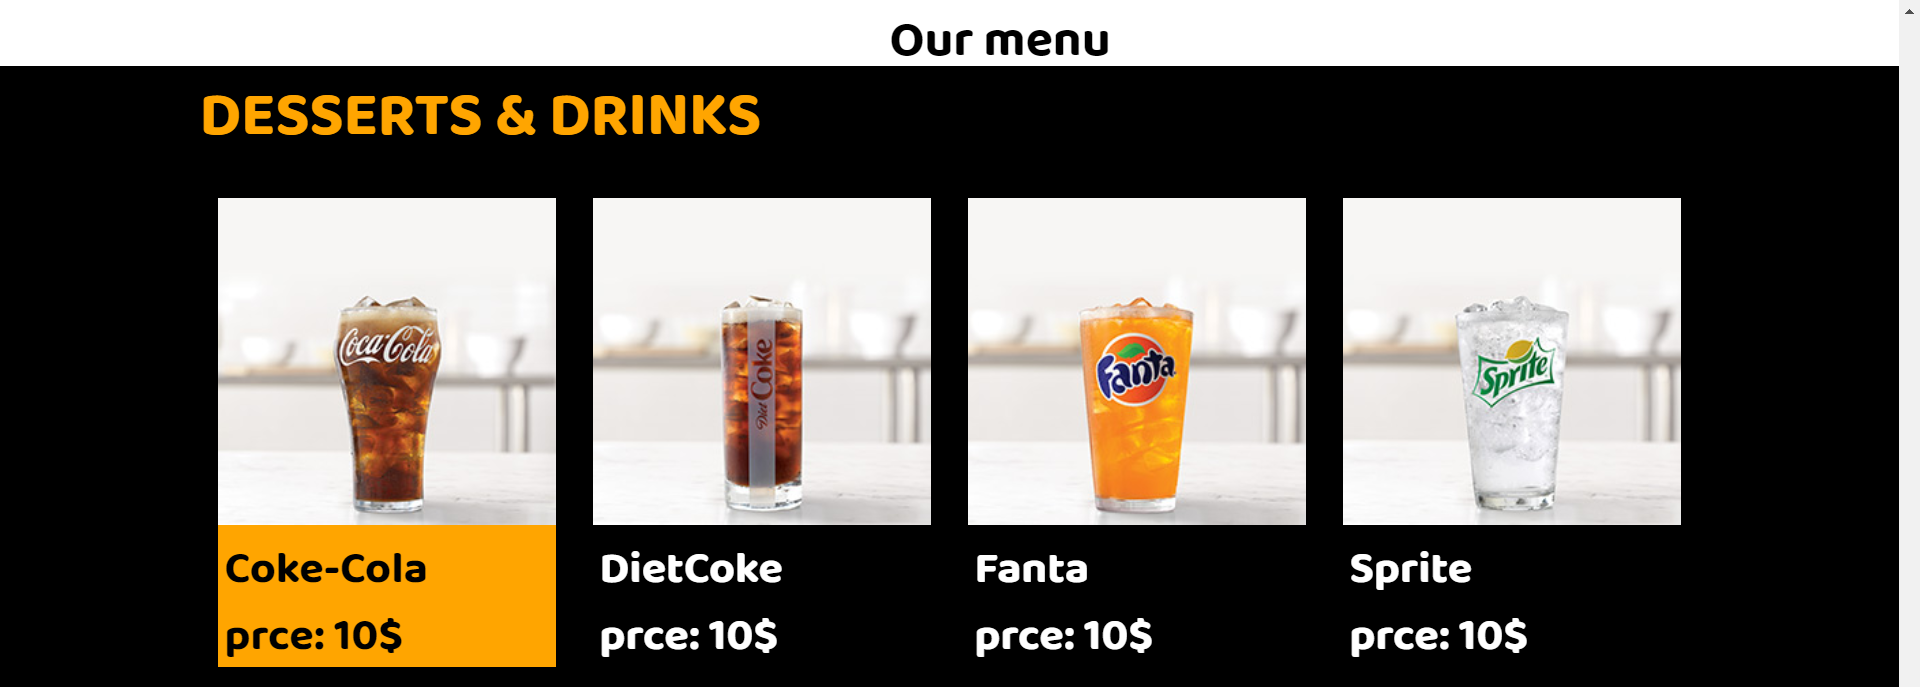 Our menu
DESSERTS & DRINKS
Coca-Cola
Diet Coke
Fanta
Sprite
Coke-Cola
DietCoke
Fanta
Sprite
prce: 10$
prce: 10$
prce: 10$
prce: 10$